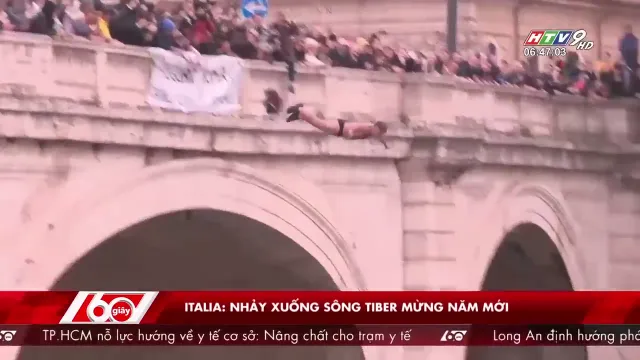 HTV9 HD
06:47:03
60 giây
ITALIA: NHẢY XUỐNG SÔNG TIBER MỪNG NĂM MỚI
TP.HCM nỗ lực hướng về y tế cơ sở: Nâng chất cho trạm y tế
Long An định hướng ph